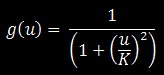 g(u) = 1 / (1 + (u/K)^2)